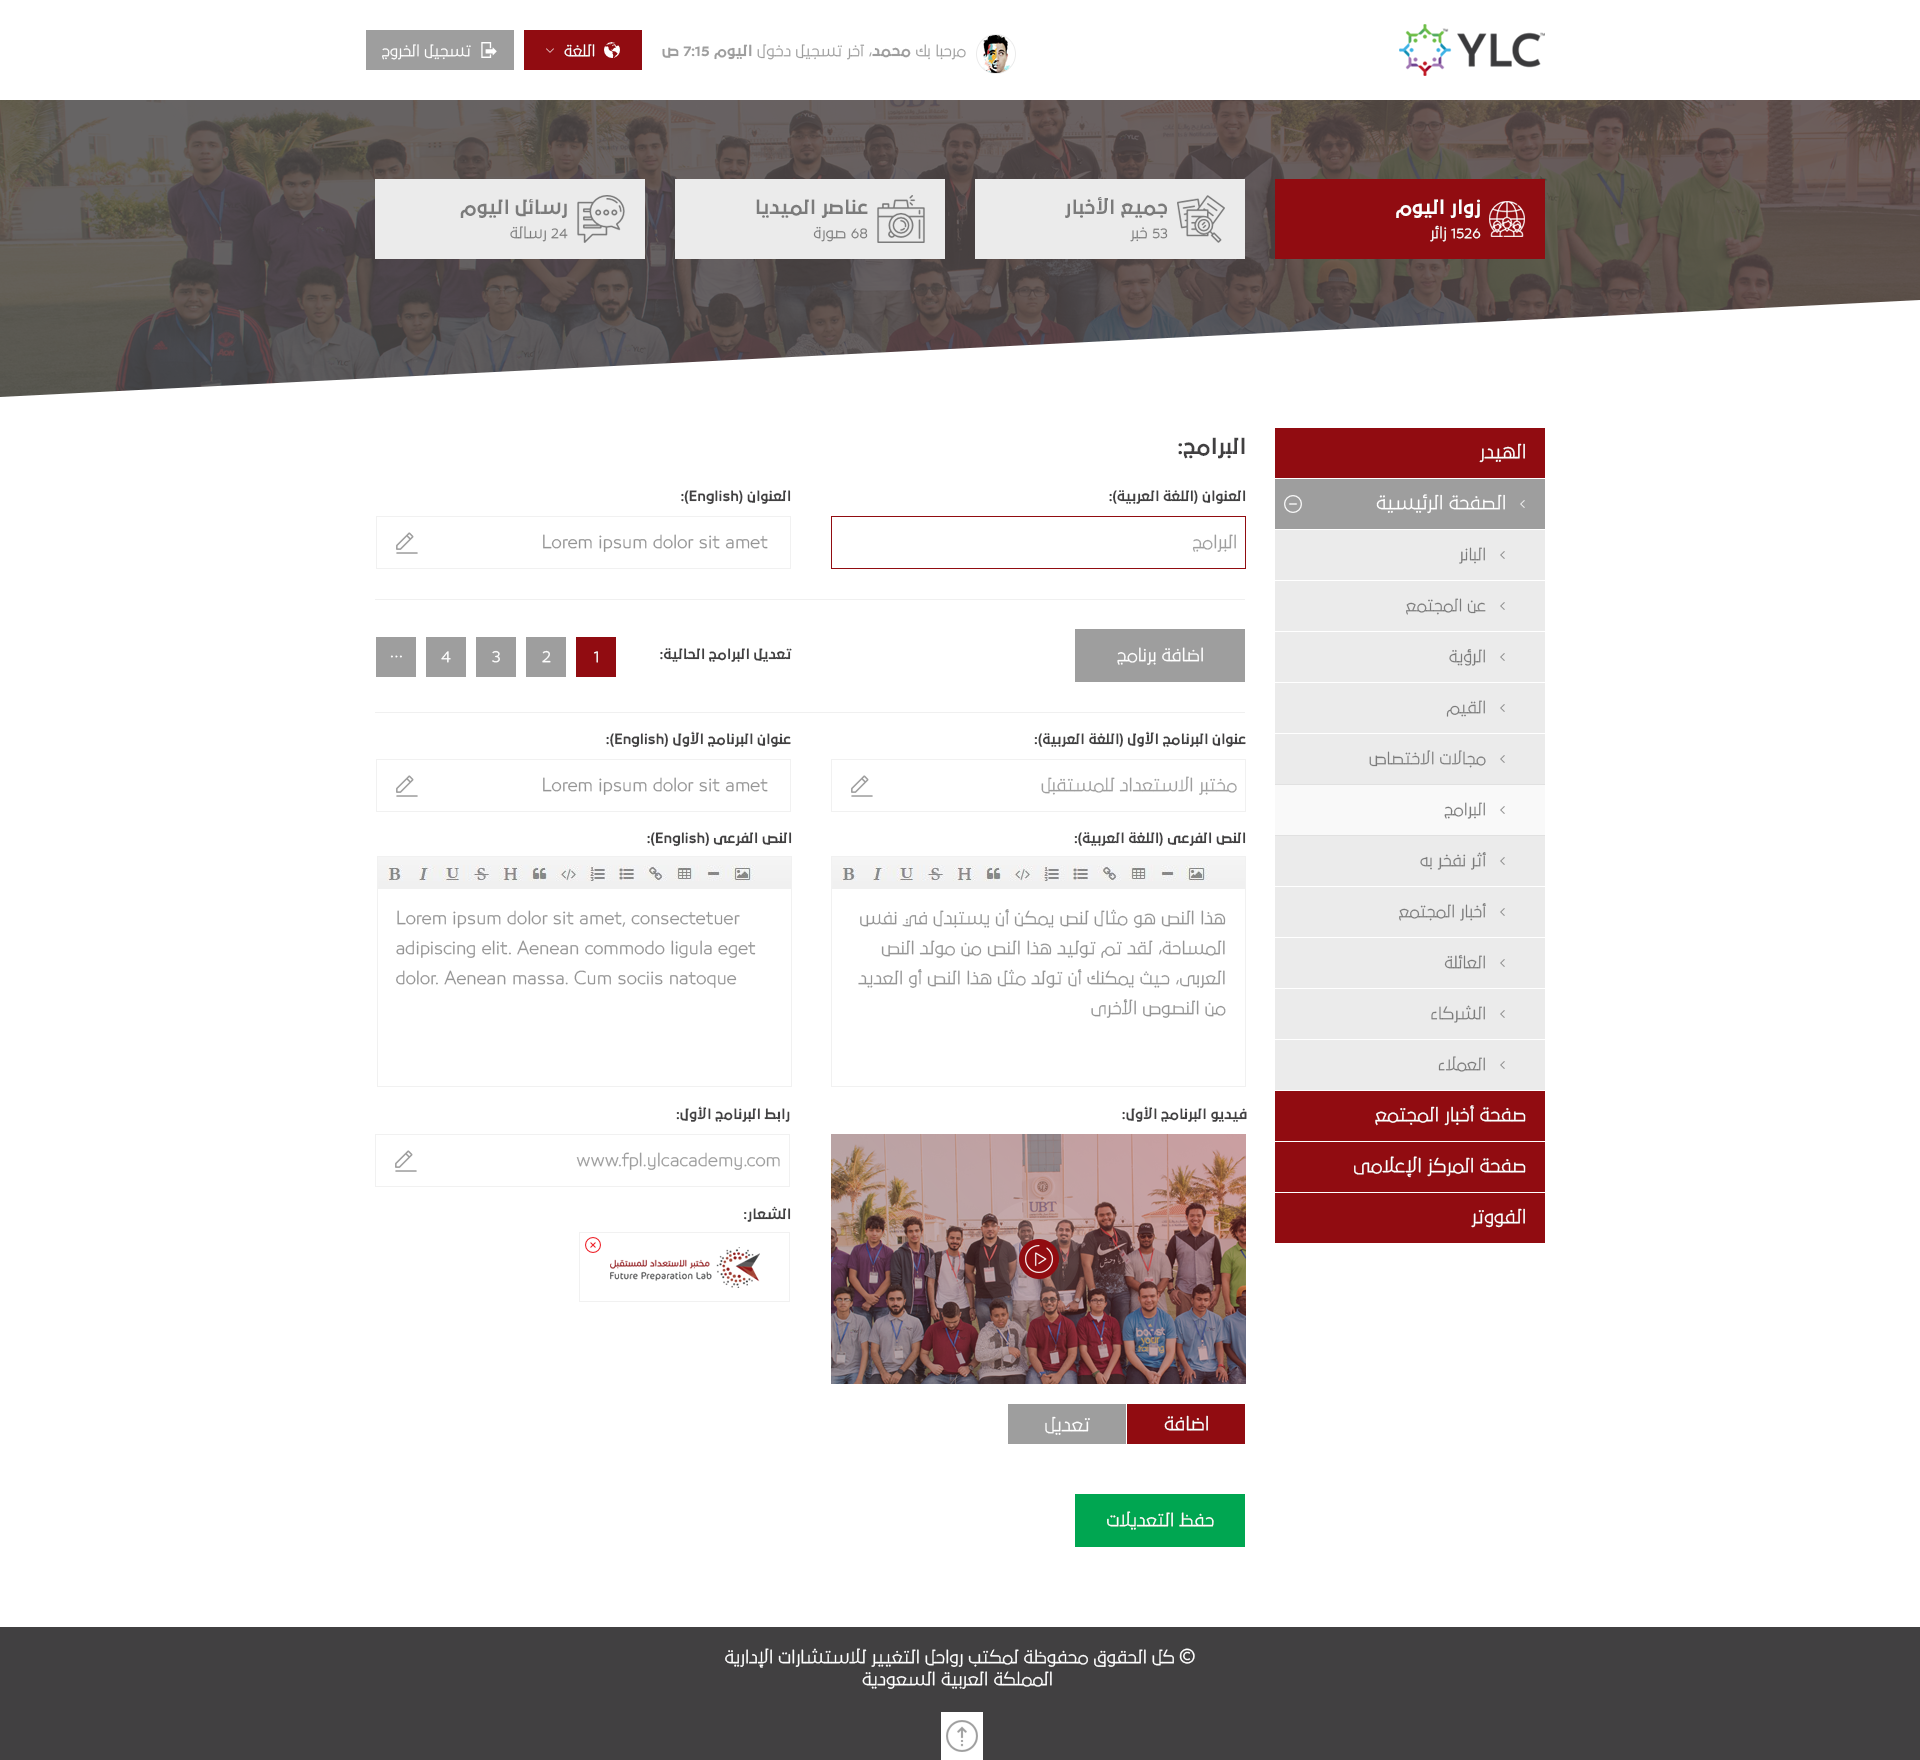 YLC
مرحبا بك محمد، آخر تسجيل دخول اليوم 7:15 ص
اللغة
تسجيل الخروج
زوار اليوم
1526 زائر
جميع الأخبار
53 خبر
عناصر الميديا
68 صورة
رسائل اليوم
24 رسالة
الهيدر
الصفحة الرئيسية
البانر
عن المجتمع
الرؤية
القيم
مجالات الاختصاص
البرامج
أثر نفخر به
أخبار المجتمع
العائلة
الشركاء
العملاء
صفحة أخبار المجتمع
صفحة المركز الإعلامى
الفووتر
البرامج:
العنوان (اللغة العربية):
العنوان (English):
البرامج
Lorem ipsum dolor sit amet
اضافة برنامج
تعديل البرامج الحالية:
1
2
3
4
...
عنوان البرنامج الأول (اللغة العربية):
عنوان البرنامج الأول (English):
مختبر الاستعداد للمستقبل
Lorem ipsum dolor sit amet
النص الفرعى (اللغة العربية):
النص الفرعى (English):
B I U S H
B I U S H
هذا النص هو مثال لنص يمكن أن يستبدل في نفس
المساحة، لقد تم توليد هذا النص من مولد النص
العربى، حيث يمكنك أن تولد مثل هذا النص أو العديد
من النصوص الأخرى
Lorem ipsum dolor sit amet, consectetuer
adipiscing elit. Aenean commodo ligula eget
dolor. Aenean massa. Cum sociis natoque
فيديو البرنامج الأول:
رابط البرنامج الأول:
www.fpl.ylcacademy.com
الشعار:
مختبر الاستعداد للمستقبل
Future Preparation Lab
UBT
boost
your
اضافة
تعديل
حفظ التعديلات
© كل الحقوق محفوظة لمكتب رواحل التغيير للاستشارات الإدارية
المملكة العربية السعودية